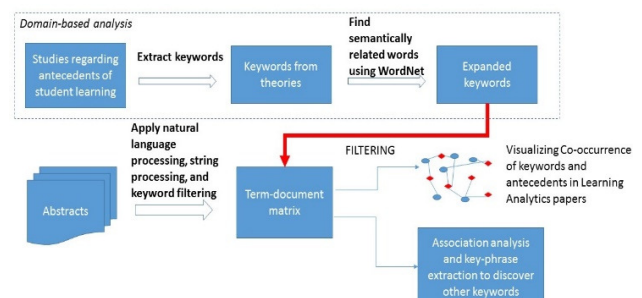 Domain-based analysis
Studies regarding
antecedents of
student learning
Extract keywords
Keywords from
theories
Find
semantically
related words
using WordNet
Expanded
keywords
Apply natural
language
processing, string
processing, and
keyword filtering
Abstracts
Term-document
matrix
FILTERING
Visualizing Co-occurrence
of keywords and
antecedents in Learning
Analytics papers
Association analysis
and key-phrase
extraction to discover
other keywords